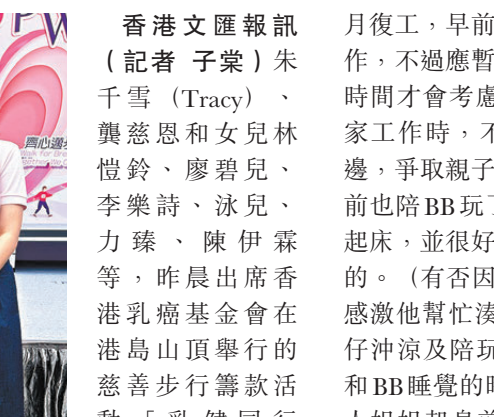 香港文匯報訊
（記者 子棠）朱
千雪（Tracy）、
龔慈恩和女兒林
愷鈴、廖碧兒、
李樂詩、泳兒、
力臻、陳伊霖
等，昨晨出席香
港乳癌基金會在
港島山頂舉行的
慈善步行籌款活
月復工，早前
作，不過應暫
時間才會考慮
家工作時，不
邊，爭取親子
前也陪BB玩了
起床，並很好
的。（有否因
感激他幫忙湊
仔沖涼及陪玩
和BB睡覺的時